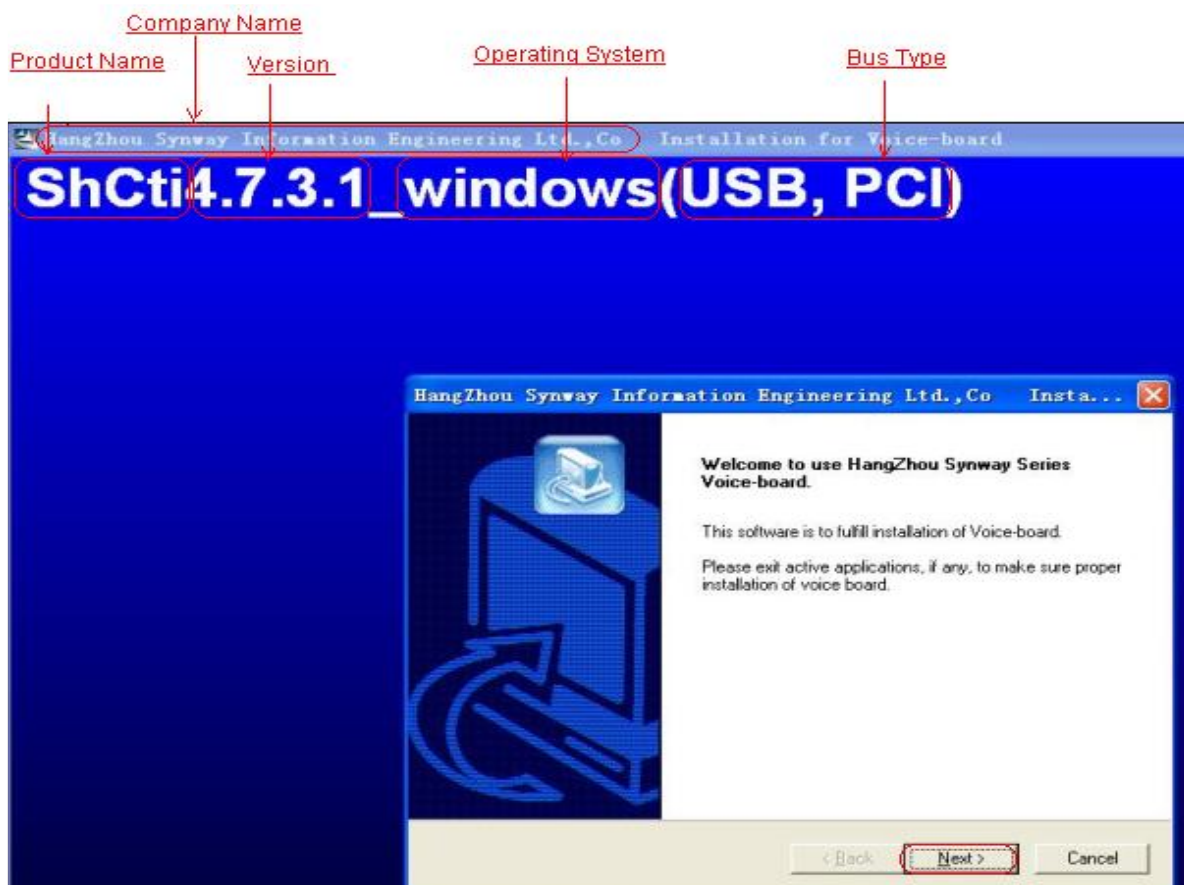 Company Name
Product Name
Version
Operating System
Bus Type
HangZhou Synway Information Engineering Ltd.,Co Installation for Voice-board
ShCti4.7.3.1_windows(USB, PCI)
HangZhou Synway Information Engineering Ltd.,Co Insta...
Welcome to use HangZhou Synway Series
Voice-board.
This software is to fulfill installation of Voice-board.
Please exit active applications, if any, to make sure proper
installation of voice board.
< Back
Next >
Cancel